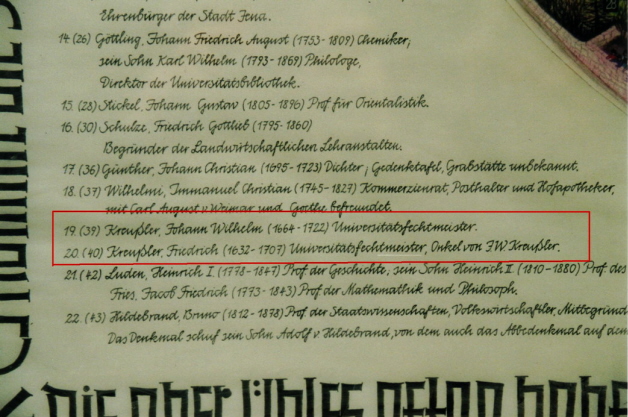 Ehrenbürger der Stadt Jena.
14. (26) Göttling, Johann Friedrich August (1753-1809) Chemiker;
sein Sohn Karl Wilhelm (1793-1869) Philologe,
Direktor der Universitätsbibliothek.
15. (28) Stickel, Johann Gustav (1805-1896) Prof für Orientalistik.
16. (30) Schulze, Friedrich Gottlieb (1795-1860)
Begründer der Landwirtschaftlichen Lehranstalten.
17. (36) Günther, Johann Christian (1695-1723) Dichter; Gedenktafel, Grabstätte unbekannt.
18. (37) Wilhelmi, Immanuel Christian (1745-1827) Kommerzienrat, Posthalter und Hofapotheker,
mit Carl August v Weimar und Goethe befreundet.
19. (39) Kreußler, Johann Wilhelm (1664-1722) Universitätsfechtmeister.
20. (40) Kreußler, Friedrich (1632-1707) Universitätsfechtmeister, Onkel von JW Kreußler.
21. (42) Luden, Heinrich I. (1778-1847) Prof der Geschichte; sein Sohn Heinrich II. (1810-1880) Prof des
Fries, Jacob Friedrich (1773-1843) Prof der Mathemathik und Philosoph.
22. (43) Hildebrand, Bruno (1812-1878) Prof der Staatswissenschaften, Volkswirtschaftler, Mitbegründ
Das Denkmal schuf sein Sohn Adolf v. Hildebrand, von dem auch das Abbedenkmal auf dem